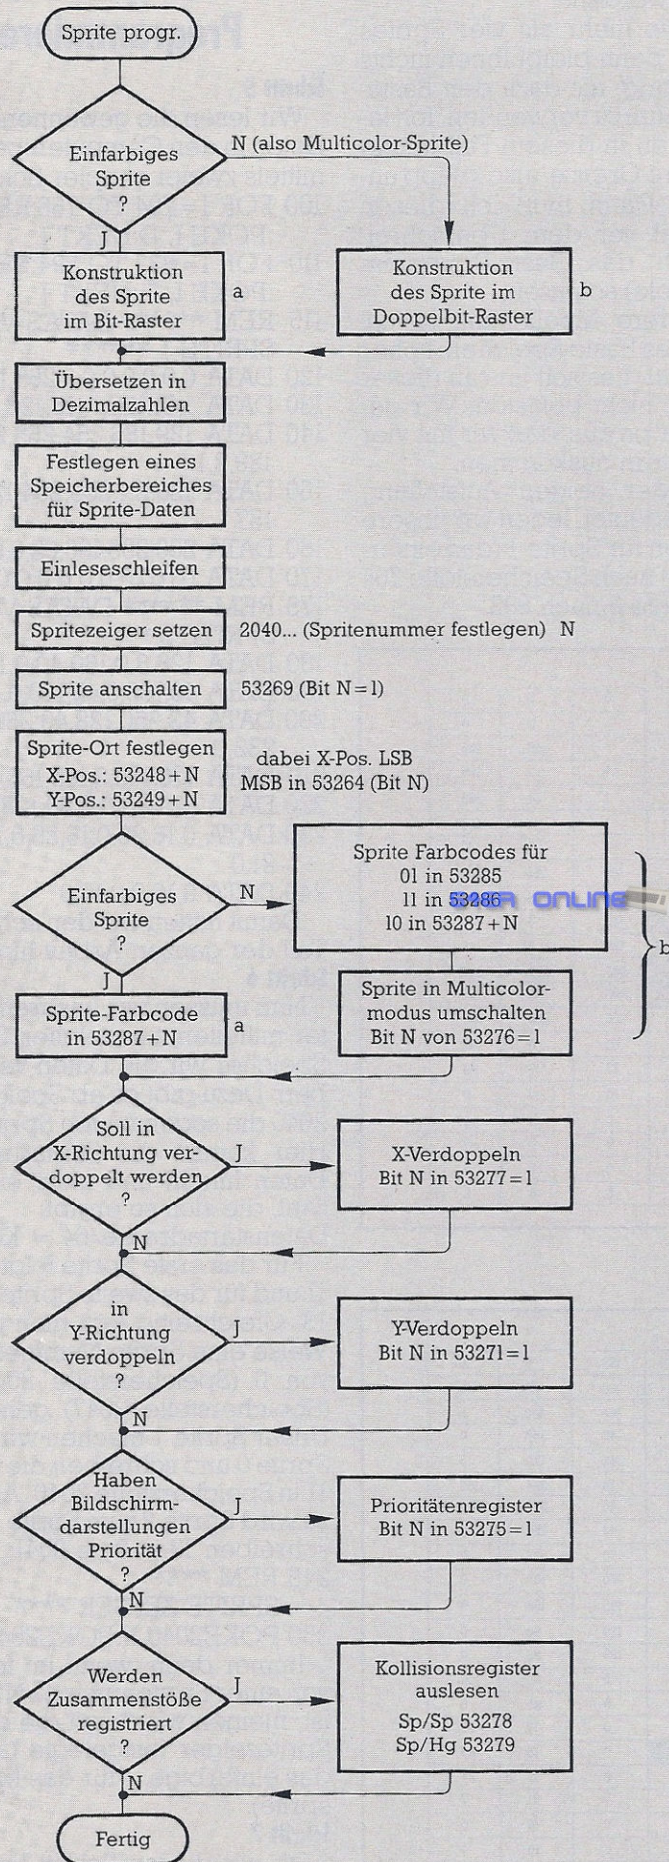 Sprite progr.
Einfarbiges
Sprite
?
N (also Multicolor-Sprite)
J
Konstruktion
des Sprite
im Bit-Raster
a
Konstruktion
des Sprite im
Doppelbit-Raster
b
Übersetzen in
Dezimalzahlen
Festlegen eines
Speicherbereiches
für Sprite-Daten
Einleseschleifen
Spritezeiger setzen
2040... (Spritenummer festlegen) N
Sprite anschalten
53269 (Bit N=1)
Sprite-Ort festlegen
X-Pos.: 53248+N
Y-Pos.: 53249+N
dabei X-Pos. LSB
MSB in 53264 (Bit N)
Einfarbiges
Sprite
?
N
Sprite Farbcodes für
01 in 53285
11 in 53286
10 in 53287+N
ONLINE
b
J
Sprite-Farbcode
in 53287+N
a
Sprite in Multicolor-
modus umschalten
Bit N von 53276=1
Soll in
X-Richtung ver-
doppelt werden
?
J
X-Verdoppeln
Bit N in 53277=1
N
in
Y-Richtung
verdoppeln
?
J
Y-Verdoppeln
Bit N in 53271=1
N
Haben
Bildschirm-
darstellungen
Priorität
?
J
Prioritätenregister
Bit N in 53275=1
N
Werden
Zusammenstöße
registriert
?
J
Kollisionsregister
auslesen
Sp/Sp 53278
Sp/Hg 53279
N
Fertig